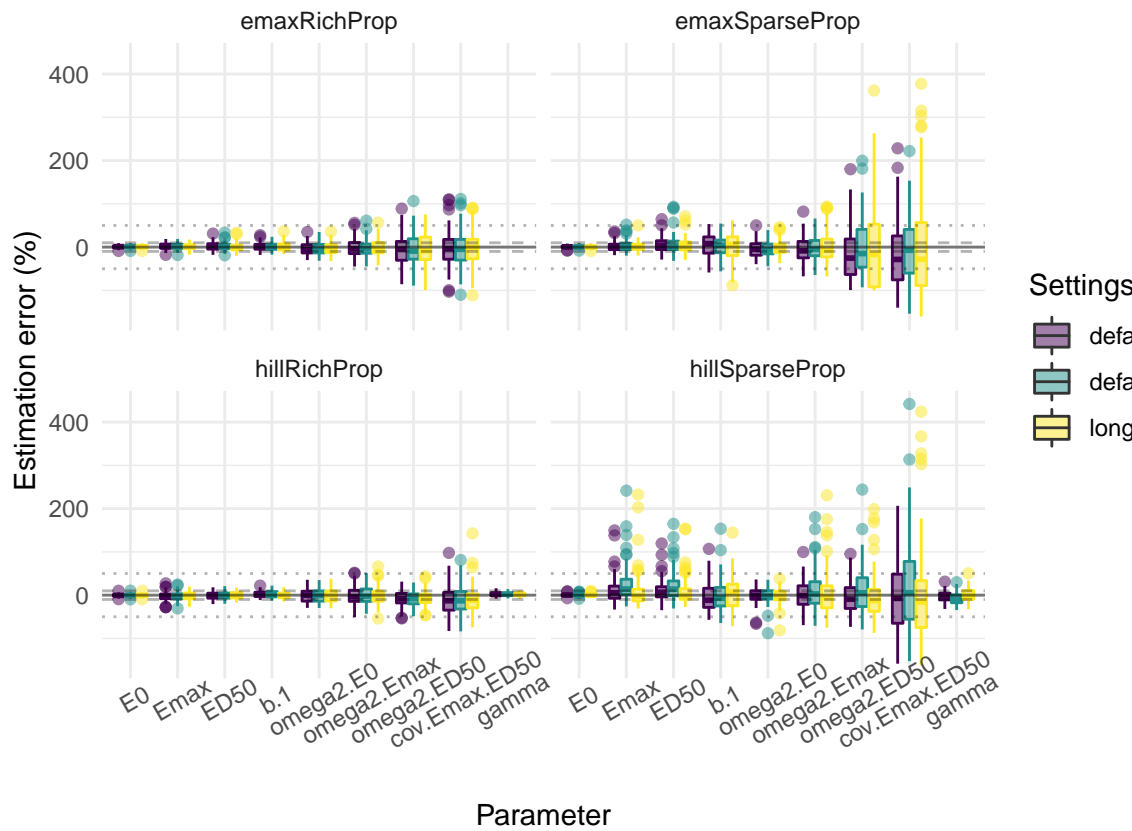 emaxRichProp
emaxSparseProp
400
200
0
hillRichProp
hillSparseProp
400
200
0
Estimation error (%)
E0
Emax
ED50
b.1
omega2.E0
omega2.Emax
omega2.ED50
cov.Emax.ED50
gamma
E0
Emax
ED50
b.1
omega2.E0
omega2.Emax
omega2.ED50
cov.Emax.ED50
gamma
Parameter
Settings
defa
defa
long